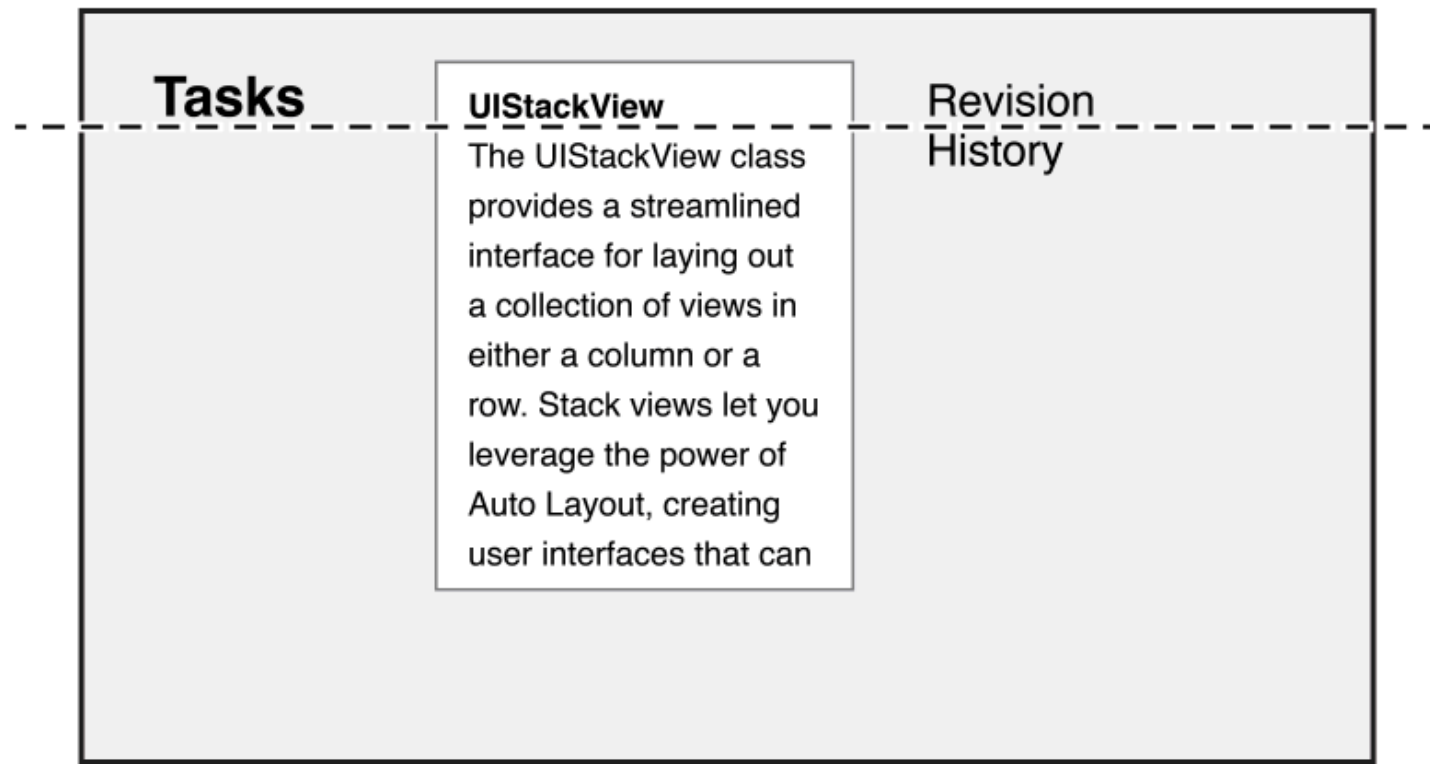 Tasks
UIStackView
The UIStackView class
provides a streamlined
interface for laying out
a collection of views in
either a column or a
row. Stack views let you
leverage the power of
Auto Layout, creating
user interfaces that can
Revision
History